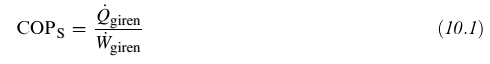 COP_S = Q̇_giren / Ẇ_giren (10.1)